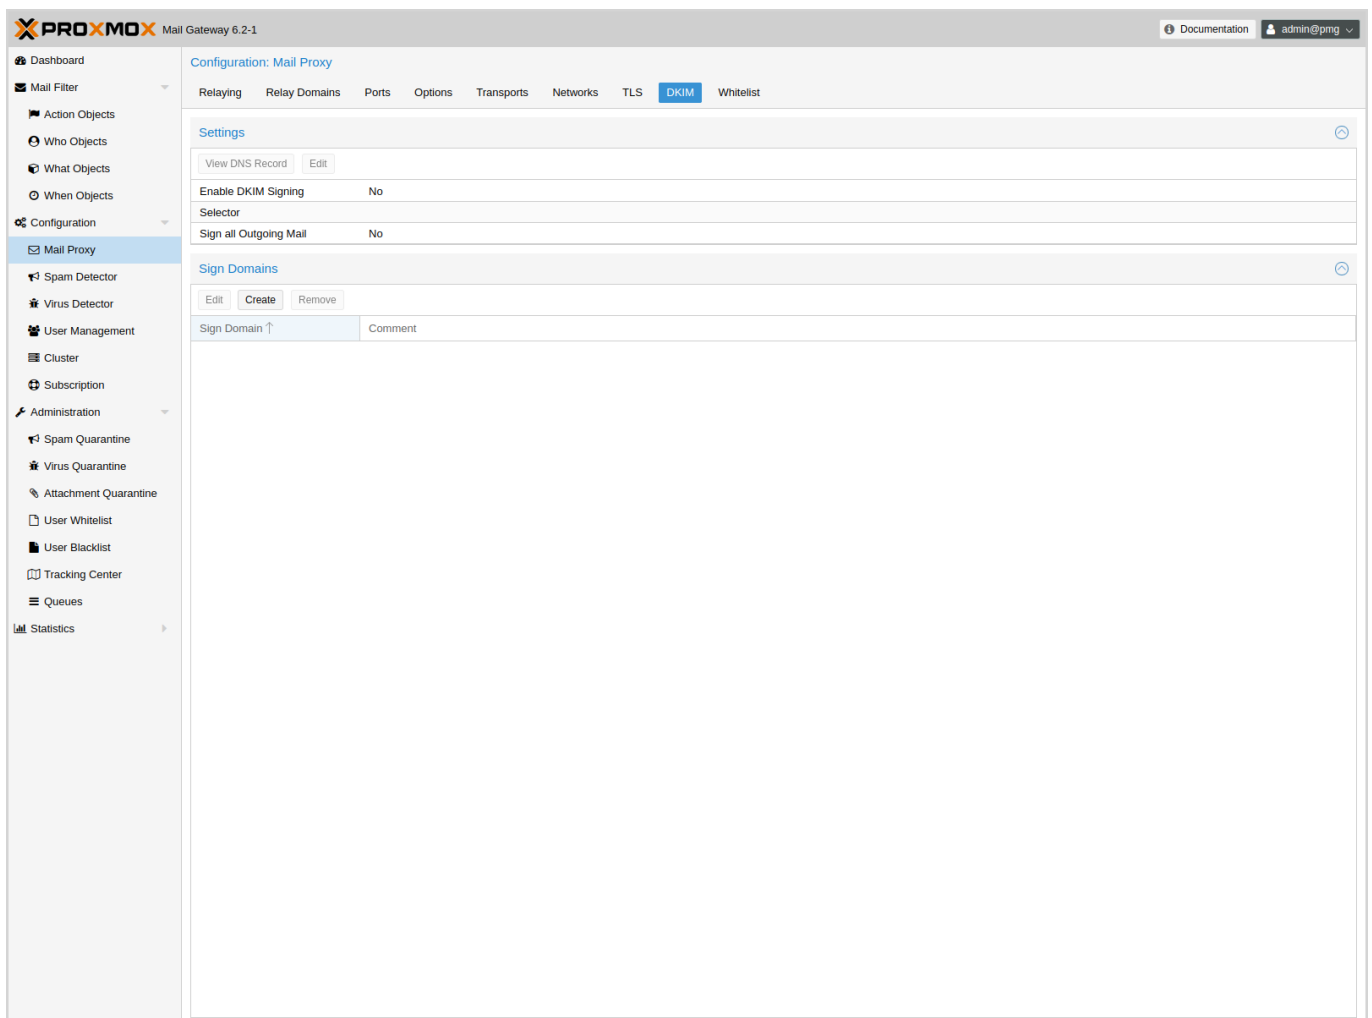 PROXMOX Mail Gateway 6.2-1
Documentation
admin@pmg
Dashboard
Mail Filter
Action Objects
Who Objects
What Objects
When Objects
Configuration
Mail Proxy
Spam Detector
Virus Detector
User Management
Cluster
Subscription
Administration
Spam Quarantine
Virus Quarantine
Attachment Quarantine
User Whitelist
User Blacklist
Tracking Center
Queues
Statistics
Configuration: Mail Proxy
Relaying Relay Domains Ports Options Transports Networks TLS DKIM Whitelist
Settings
View DNS Record Edit
Enable DKIM Signing No
Selector
Sign all Outgoing Mail No
Sign Domains
Edit Create Remove
Sign Domain Comment